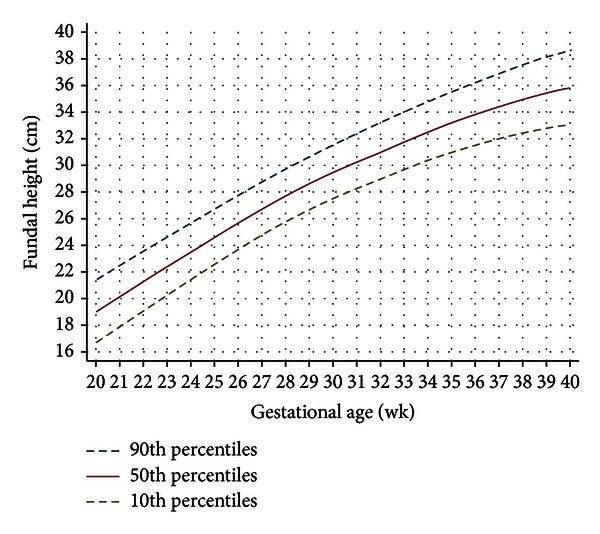 Fundal height (cm)
40
38
36
34
32
30
28
26
24
22
20
18
16
20 21 22 23 24 25 26 27 28 29 30 31 32 33 34 35 36 37 38 39 40
Gestational age (wk)
90th percentiles
50th percentiles
10th percentiles